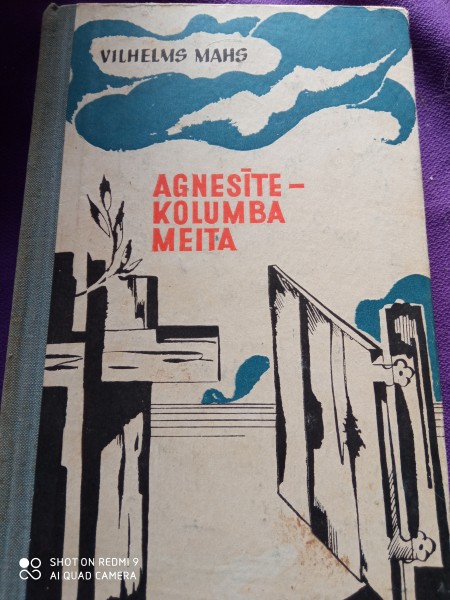 VILHELMS MAHS
AGNESĪTE –
KOLUMBA
MEITA
SHOT ON REDMI 9
AI QUAD CAMERA